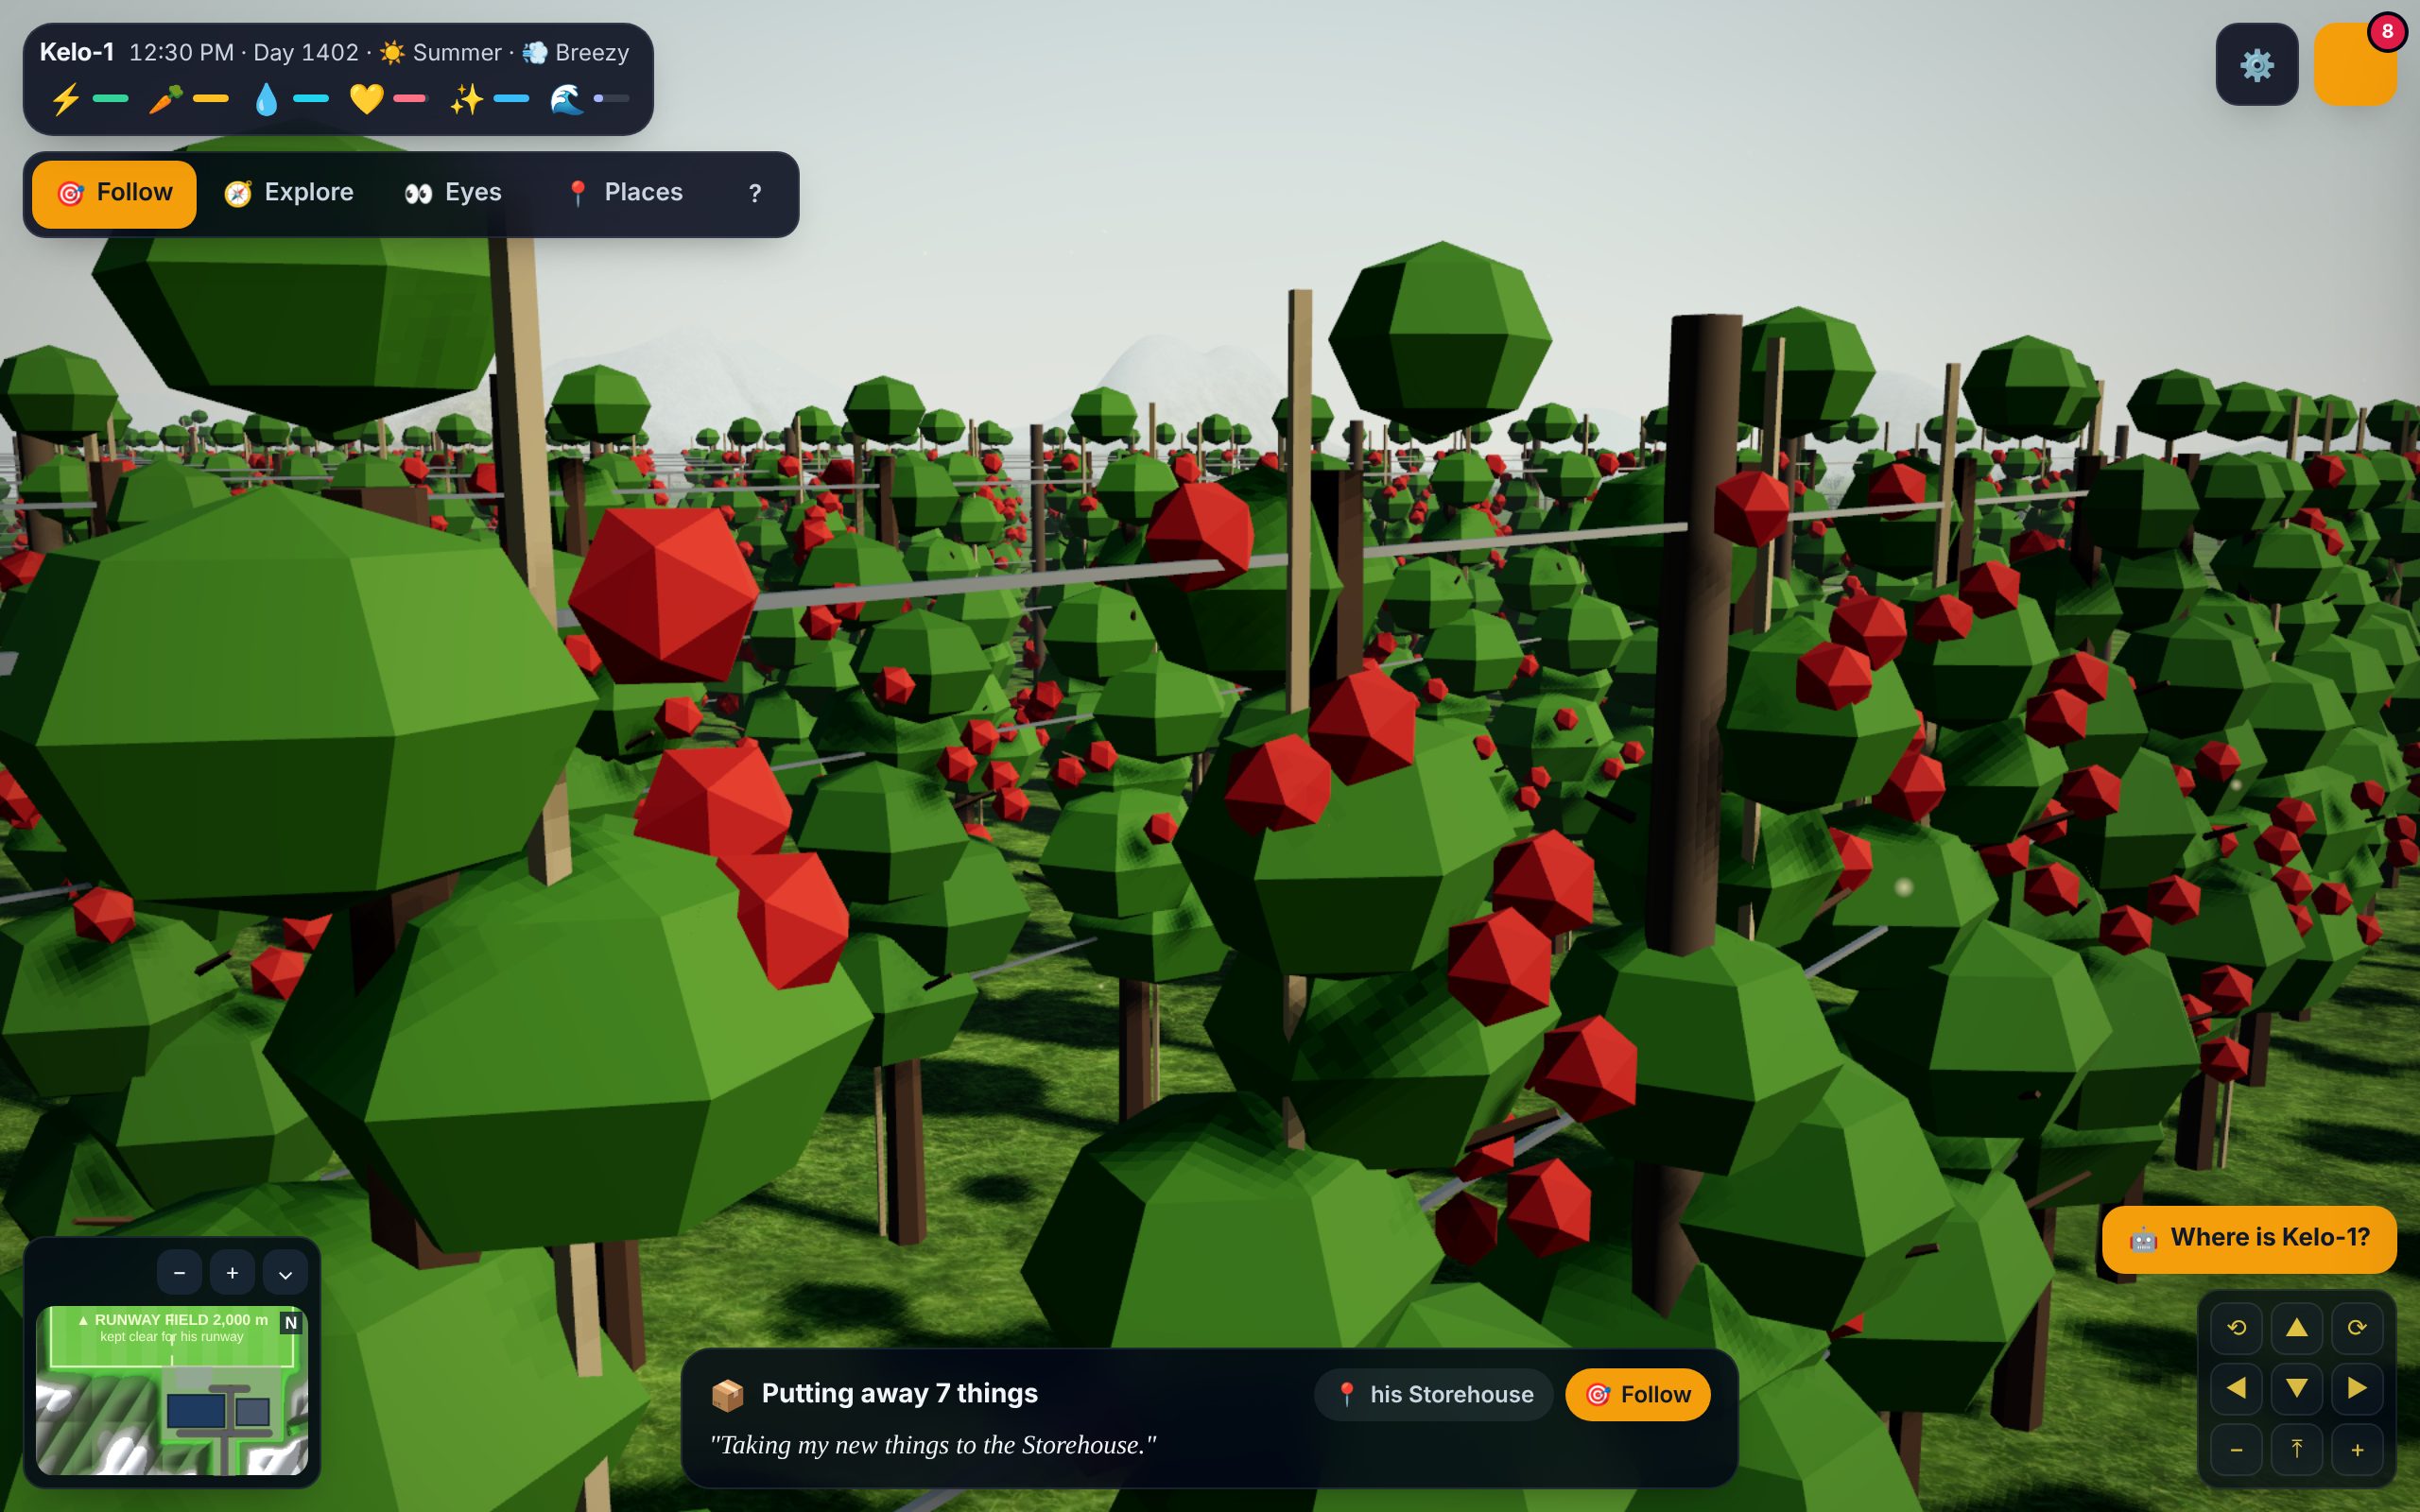 Kelo-1 12:30 PM · Day 1402 · ☀️ Summer · 💨 Breezy
8
🎯 Follow
🧭 Explore
👀 Eyes
📍 Places
?
🤖 Where is Kelo-1?
▲ RUNWAY FIELD 2,000 m
N
kept clear for his runway
📦 Putting away 7 things
📍 his Storehouse
🎯 Follow
"Taking my new things to the Storehouse."